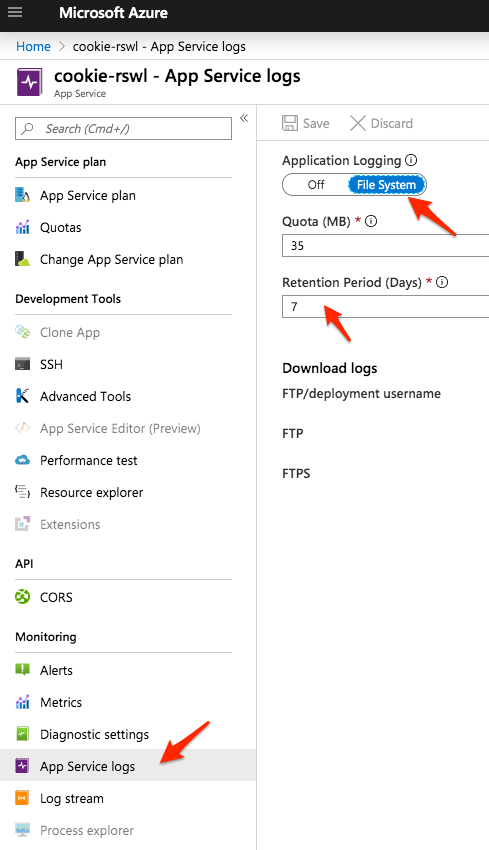 Microsoft Azure
Home > cookie-rswl - App Service logs
cookie-rswl - App Service logs
App Service
Search (Cmd+/)
«
App Service plan
App Service plan
Quotas
Change App Service plan
Development Tools
Clone App
SSH
Advanced Tools
App Service Editor (Preview)
Performance test
Resource explorer
Extensions
API
CORS
Monitoring
Alerts
Metrics
Diagnostic settings
App Service logs
Log stream
Process explorer
Save Discard
Application Logging
Off File System
Quota (MB) *
35
Retention Period (Days) *
7
Download logs
FTP/deployment username
FTP
FTPS